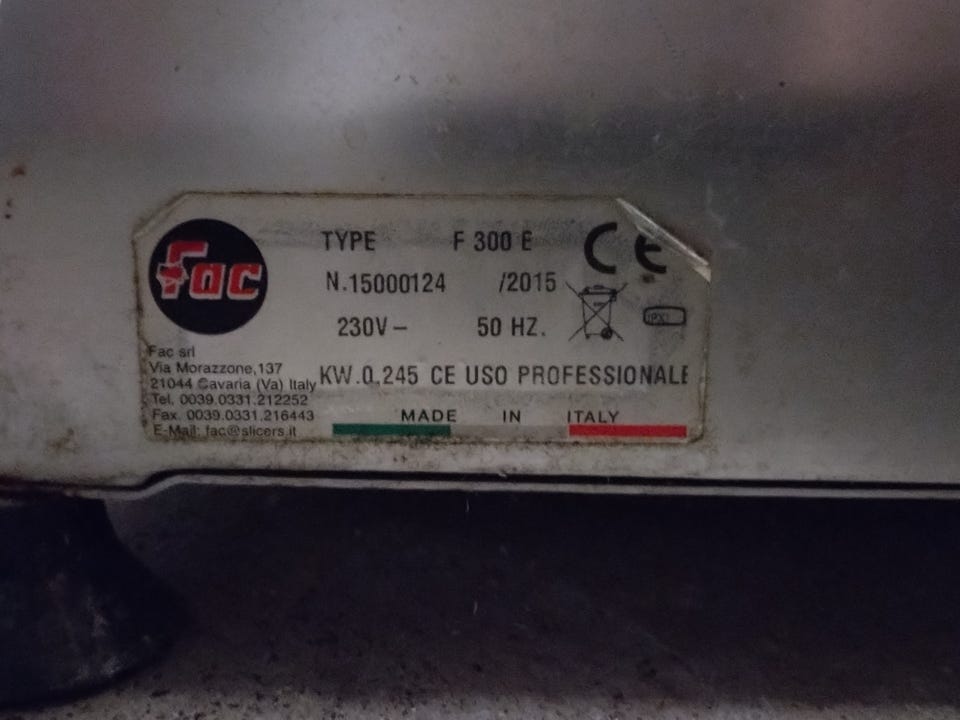 Fac
TYPE F 300 E
CE
N.15000124 /2015
230V– 50 HZ.
IPX1
KW.0,245 CE USO PROFESSIONALE
MADE IN ITALY
Fac srl
Via Morazzone,137
21044 Cavaria (Va) Italy
Tel. 0039.0331.212252
Fax. 0039.0331.216443
E-Mail: fac@slicers.it